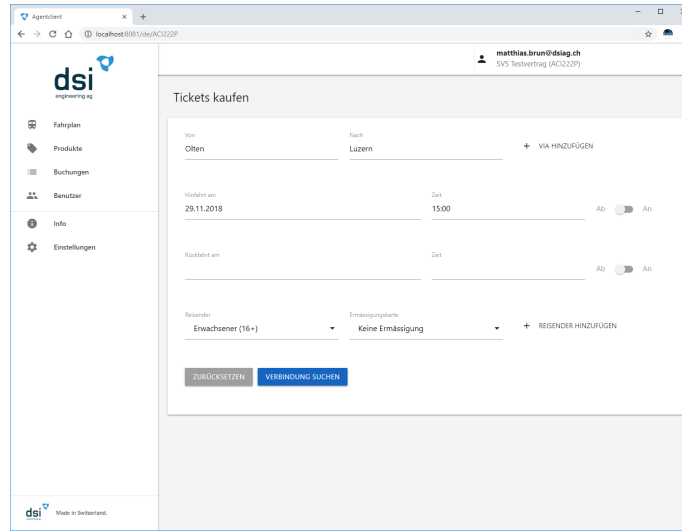 Agentclient
localhost:8081/de/ACI222P
dsi
engineering ag
matthias.brun@dsiag.ch
SVS Testvertrag (ACI222P)
Tickets kaufen
Fahrplan
Produkte
Buchungen
Benutzer
Info
Einstellungen
Von
Nach
Olten
Luzern
+ VIA HINZUFÜGEN
Hinfahrt am
Zeit
29.11.2018
15:00
Ab
An
Rückfahrt am
Zeit
Ab
An
Reisender
Ermässigungskarte
Erwachsener (16+)
Keine Ermässigung
+ REISENDER HINZUFÜGEN
ZURÜCKSETZEN
VERBINDUNG SUCHEN
dsi
Made in Switzerland.